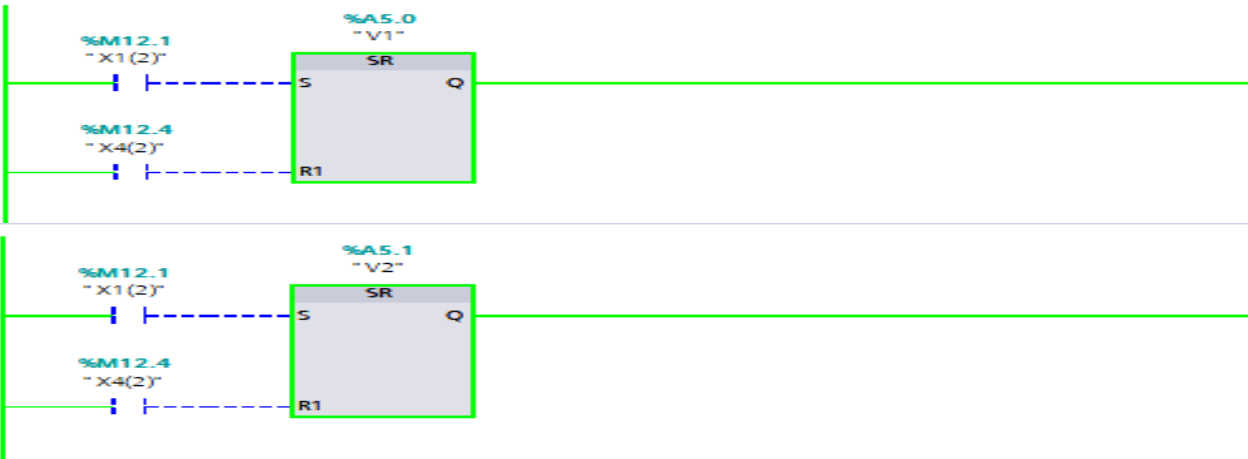 %A5.0
"V1"
%M12.1
"X1(2)"
SR
S
Q
%M12.4
"X4(2)"
R1
%A5.1
"V2"
%M12.1
"X1(2)"
SR
S
Q
%M12.4
"X4(2)"
R1